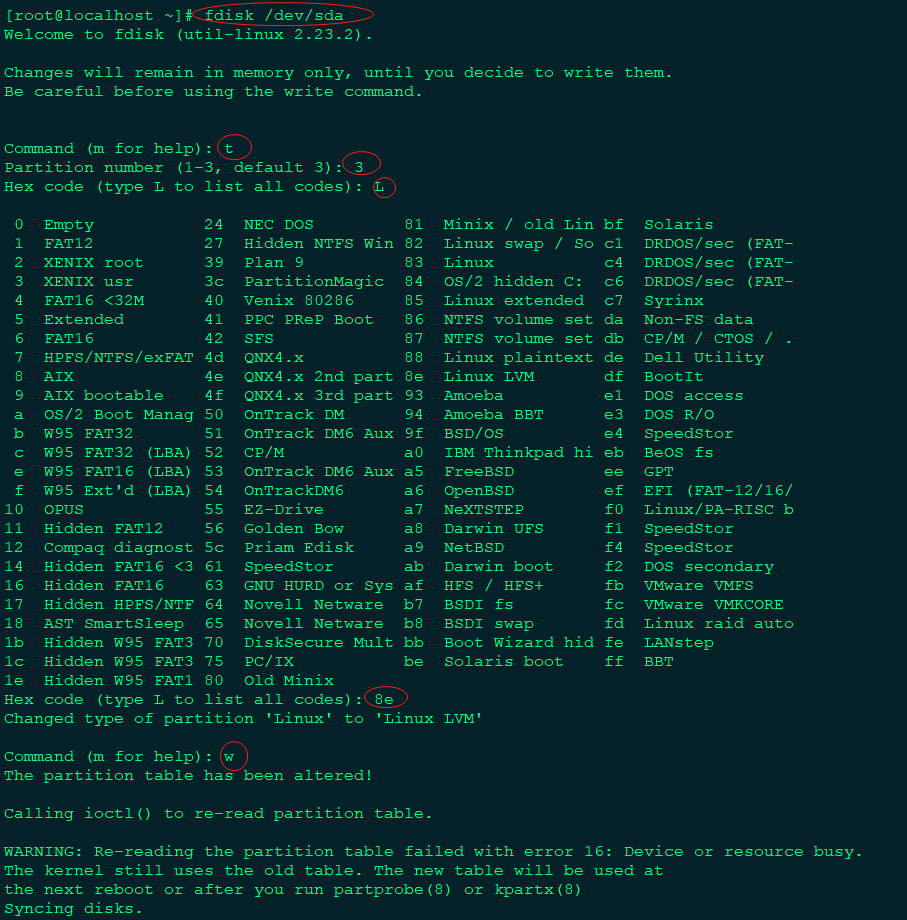 [root@localhost ~]# fdisk /dev/sda
Welcome to fdisk (util-linux 2.23.2).
Changes will remain in memory only, until you decide to write them.
Be careful before using the write command.
Command (m for help): t
Partition number (1-3, default 3): 3
Hex code (type L to list all codes): L
 0  Empty           24  NEC DOS         81  Minix / old Lin bf  Solaris
 1  FAT12           27  Hidden NTFS Win 82  Linux swap / So c1  DRDOS/sec (FAT-
 2  XENIX root      39  Plan 9          83  Linux           c4  DRDOS/sec (FAT-
 3  XENIX usr       3c  PartitionMagic  84  OS/2 hidden C:  c6  DRDOS/sec (FAT-
 4  FAT16 <32M      40  Venix 80286     85  Linux extended  c7  Syrinx
 5  Extended        41  PPC PReP Boot   86  NTFS volume set da  Non-FS data
 6  FAT16           42  SFS             87  NTFS volume set db  CP/M / CTOS / .
 7  HPFS/NTFS/exFAT 4d  QNX4.x          88  Linux plaintext de  Dell Utility
 8  AIX             4e  QNX4.x 2nd part 8e  Linux LVM       df  BootIt
 9  AIX bootable    4f  QNX4.x 3rd part 93  Amoeba          e1  DOS access
 a  OS/2 Boot Manag 50  OnTrack DM      94  Amoeba BBT      e3  DOS R/O
 b  W95 FAT32       51  OnTrack DM6 Aux 9f  BSD/OS          e4  SpeedStor
 c  W95 FAT32 (LBA) 52  CP/M            a0  IBM Thinkpad hi eb  BeOS fs
 e  W95 FAT16 (LBA) 53  OnTrack DM6 Aux a5  FreeBSD         ee  GPT
 f  W95 Ext'd (LBA) 54  OnTrackDM6      a6  OpenBSD         ef  EFI (FAT-12/16/
10  OPUS            55  EZ-Drive        a7  NeXTSTEP        f0  Linux/PA-RISC b
11  Hidden FAT12    56  Golden Bow      a8  Darwin UFS      f1  SpeedStor
12  Compaq diagnost 5c  Priam Edisk     a9  NetBSD          f4  SpeedStor
14  Hidden FAT16 <3 61  SpeedStor       ab  Darwin boot     f2  DOS secondary
16  Hidden FAT16    63  GNU HURD or Sys af  HFS / HFS+      fb  VMware VMFS
17  Hidden HPFS/NTF 64  Novell Netware  b7  BSDI fs         fc  VMware VMKCORE
18  AST SmartSleep  65  Novell Netware  b8  BSDI swap       fd  Linux raid auto
1b  Hidden W95 FAT3 70  DiskSecure Mult bb  Boot Wizard hid fe  LANstep
1c  Hidden W95 FAT3 75  PC/IX           be  Solaris boot    ff  BBT
1e  Hidden W95 FAT1 80  Old Minix
Hex code (type L to list all codes): 8e
Changed type of partition 'Linux' to 'Linux LVM'
Command (m for help): w
The partition table has been altered!
Calling ioctl() to re-read partition table.
WARNING: Re-reading the partition table failed with error 16: Device or resource busy.
The kernel still uses the old table. The new table will be used at
the next reboot or after you run partprobe(8) or kpartx(8)
Syncing disks.